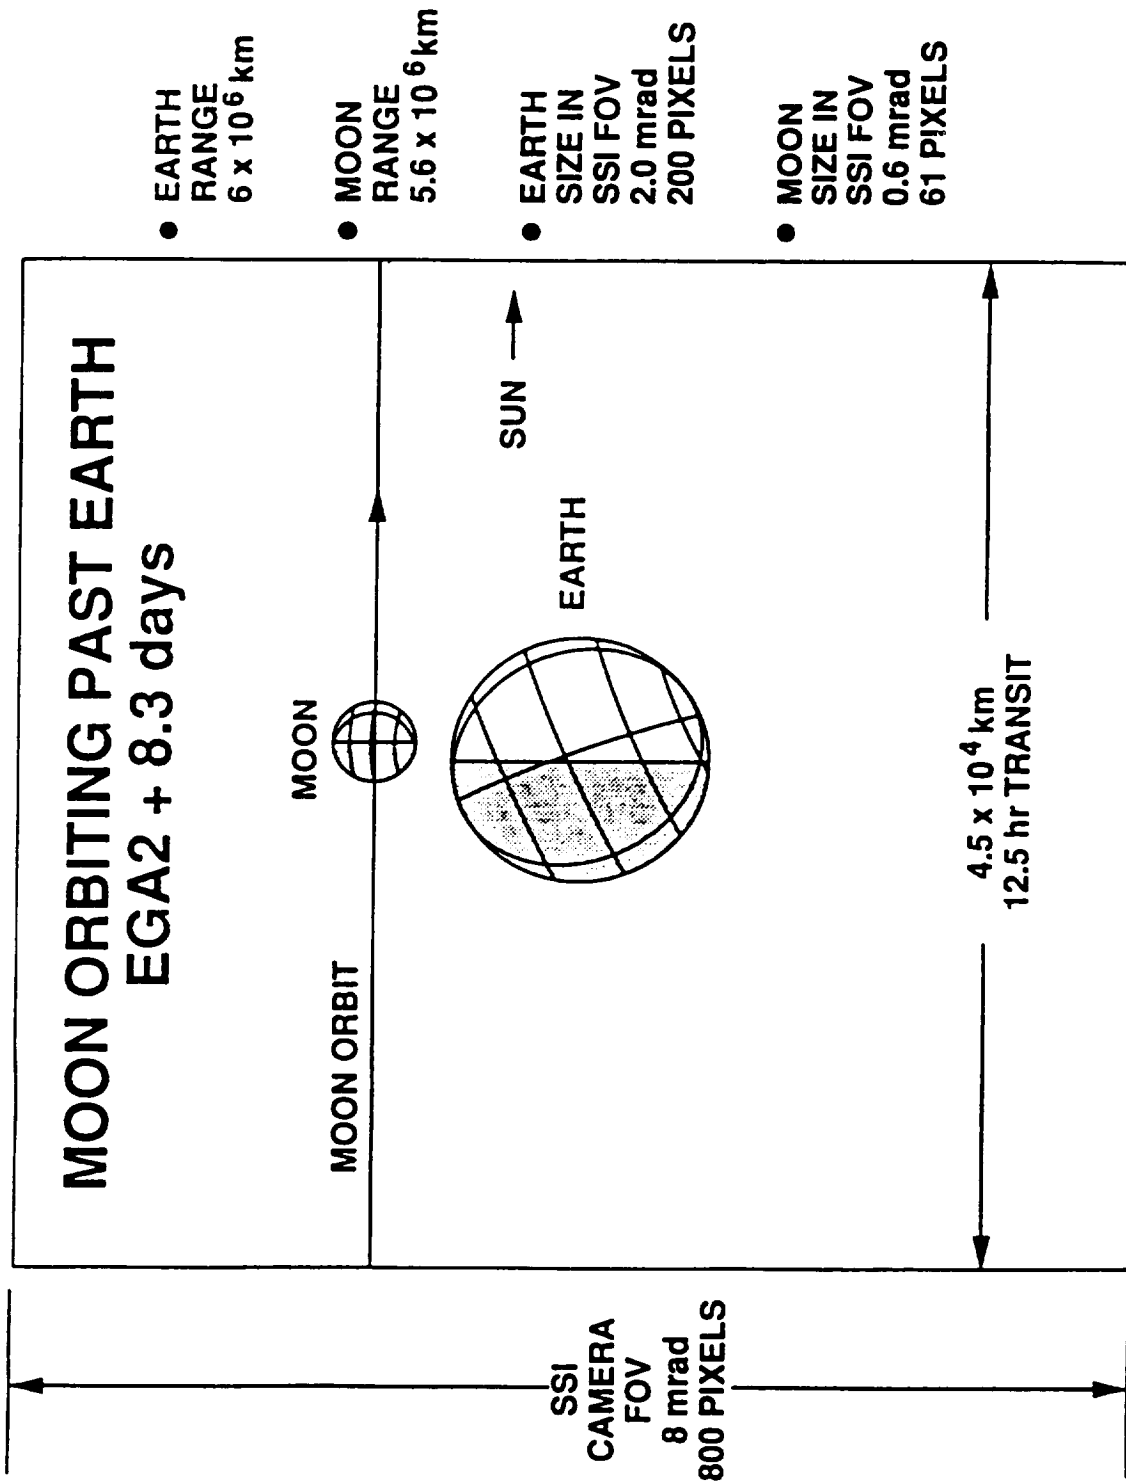 MOON ORBITING PAST EARTH
EGA2 + 8.3 days
SSI
CAMERA
FOV
8 mrad
800 PIXELS
MOON ORBIT
MOON
EARTH
SUN
4.5 x 10⁴ km
12.5 hr TRANSIT
• EARTH
RANGE
6 x 10⁶ km
• MOON
RANGE
5.6 x 10⁶ km
• EARTH
SIZE IN
SSI FOV
2.0 mrad
200 PIXELS
• MOON
SIZE IN
SSI FOV
0.6 mrad
61 PIXELS